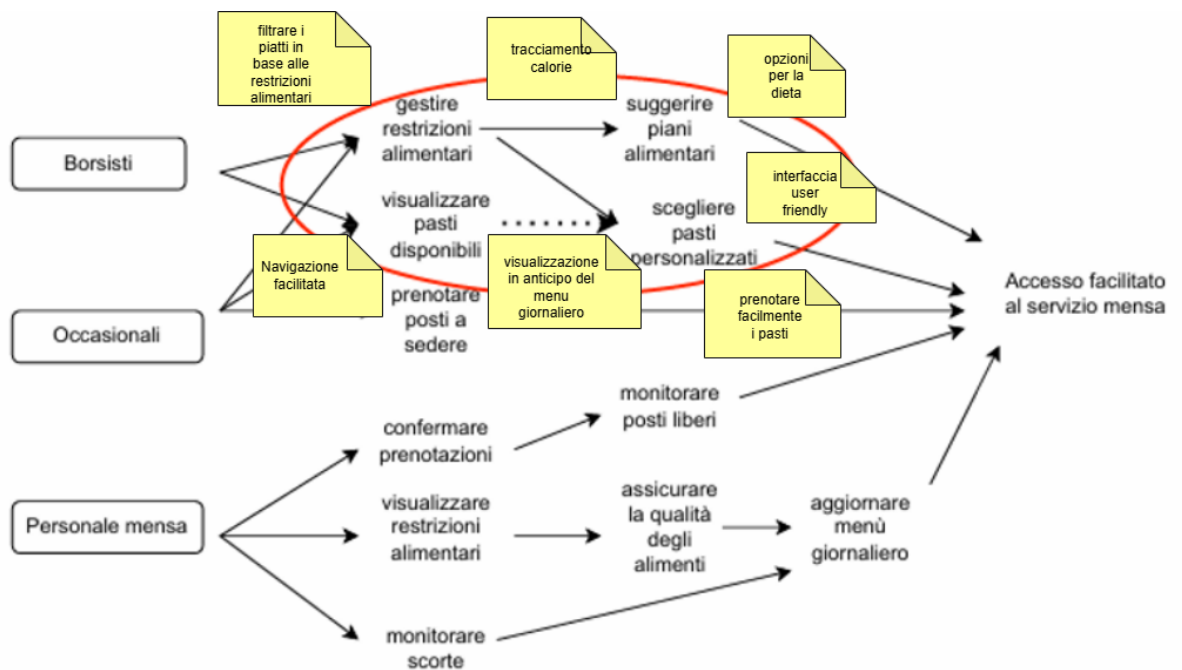 filtrare i
piatti in
base alle
restrizioni
alimentari
tracciamento
calorie
opzioni
per la
dieta
gestire
restrizioni
alimentari
suggerire
piani
alimentari
Borsisti
interfaccia
user
friendly
visualizzare
pasti
disponibili
scegliere
pasti
personalizzati
Navigazione
facilitata
visualizzazione
in anticipo del
menu
giornaliero
prenotare
facilmente
i pasti
Accesso facilitato
al servizio mensa
Occasionali
prenotare
posti a
sedere
monitorare
posti liberi
confermare
prenotazioni
Personale mensa
visualizzare
restrizioni
alimentari
assicurare
la qualità
degli
alimenti
aggiornare
menù
giornaliero
monitorare
scorte